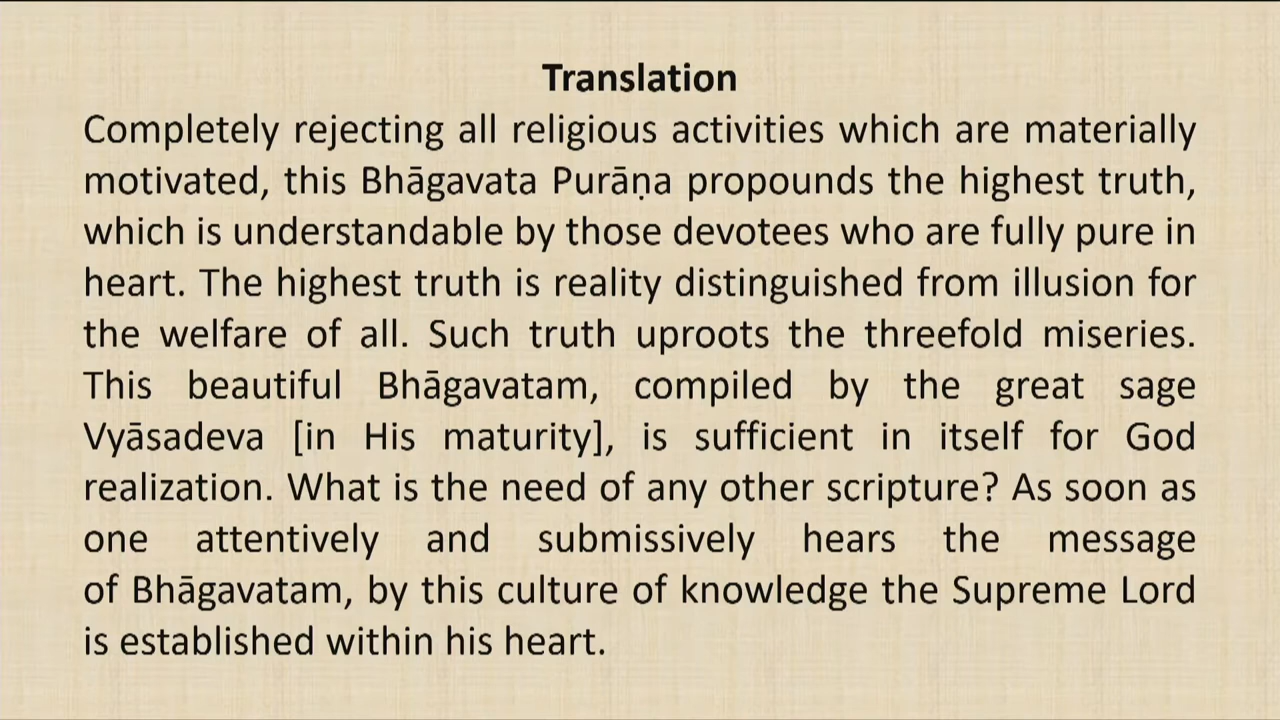 Translation
Completely rejecting all religious activities which are materially
motivated, this Bhāgavata Purāṇa propounds the highest truth,
which is understandable by those devotees who are fully pure in
heart. The highest truth is reality distinguished from illusion for
the welfare of all. Such truth uproots the threefold miseries.
This beautiful Bhāgavatam, compiled by the great sage
Vyāsadeva [in His maturity], is sufficient in itself for God
realization. What is the need of any other scripture? As soon as
one attentively and submissively hears the message
of Bhāgavatam, by this culture of knowledge the Supreme Lord
is established within his heart.